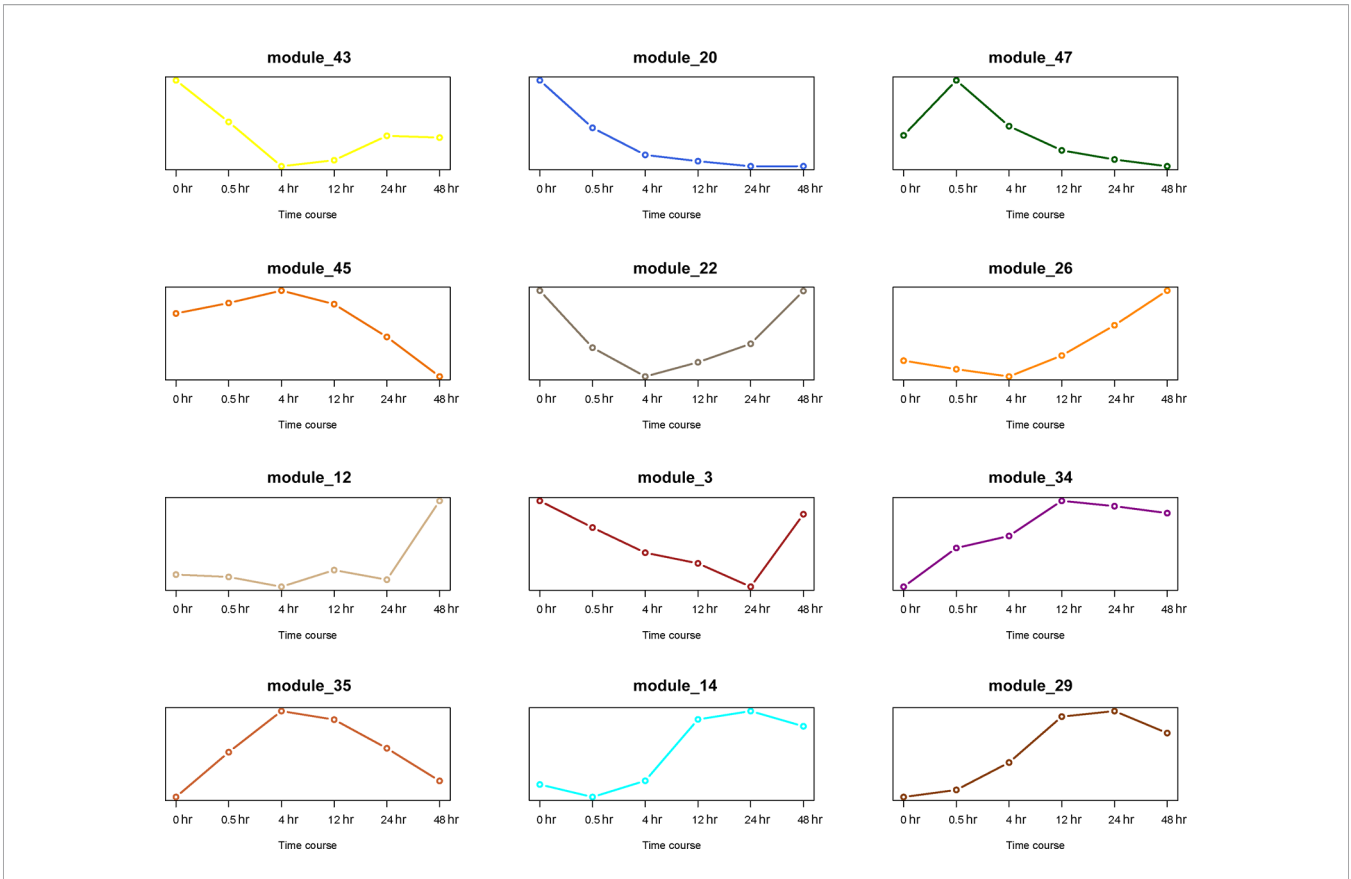 module_43 module_20 module_47
0 hr 0.5 hr 4 hr 12 hr 24 hr 48 hr 0 hr 0.5 hr 4 hr 12 hr 24 hr 48 hr 0 hr 0.5 hr 4 hr 12 hr 24 hr 48 hr
Time course Time course Time course
module_45 module_22 module_26
0 hr 0.5 hr 4 hr 12 hr 24 hr 48 hr 0 hr 0.5 hr 4 hr 12 hr 24 hr 48 hr 0 hr 0.5 hr 4 hr 12 hr 24 hr 48 hr
Time course Time course Time course
module_12 module_3 module_34
0 hr 0.5 hr 4 hr 12 hr 24 hr 48 hr 0 hr 0.5 hr 4 hr 12 hr 24 hr 48 hr 0 hr 0.5 hr 4 hr 12 hr 24 hr 48 hr
Time course Time course Time course
module_35 module_14 module_29
0 hr 0.5 hr 4 hr 12 hr 24 hr 48 hr 0 hr 0.5 hr 4 hr 12 hr 24 hr 48 hr 0 hr 0.5 hr 4 hr 12 hr 24 hr 48 hr
Time course Time course Time course